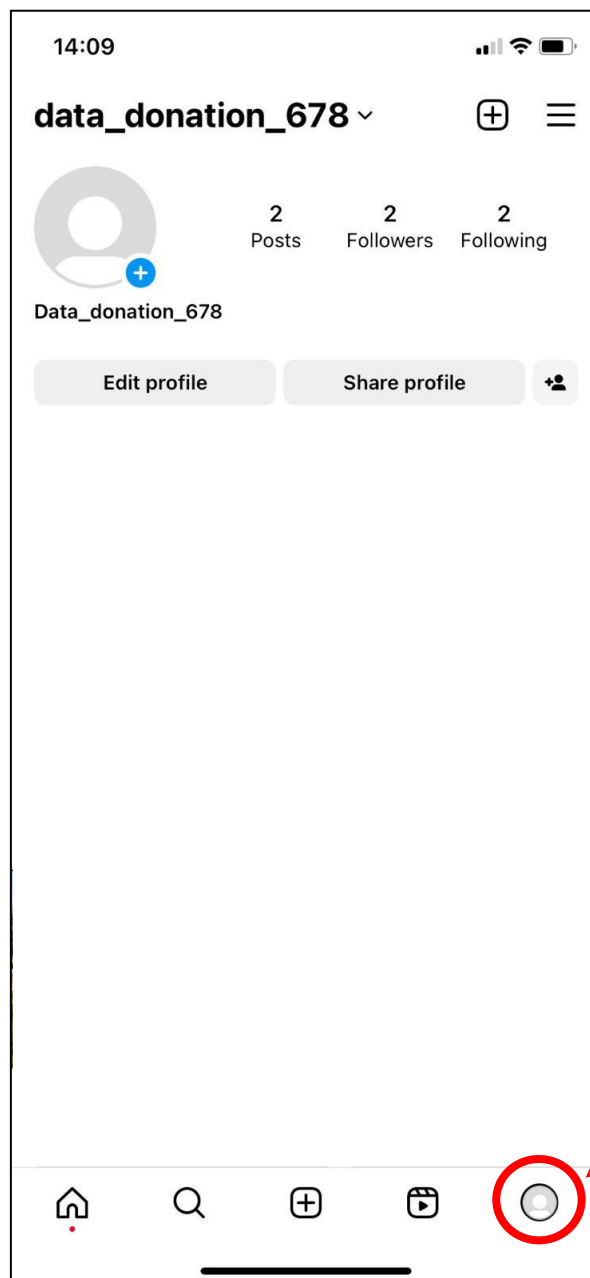 14:09
data_donation_678
2 2 2
Posts Followers Following
Data_donation_678
Edit profile Share profile